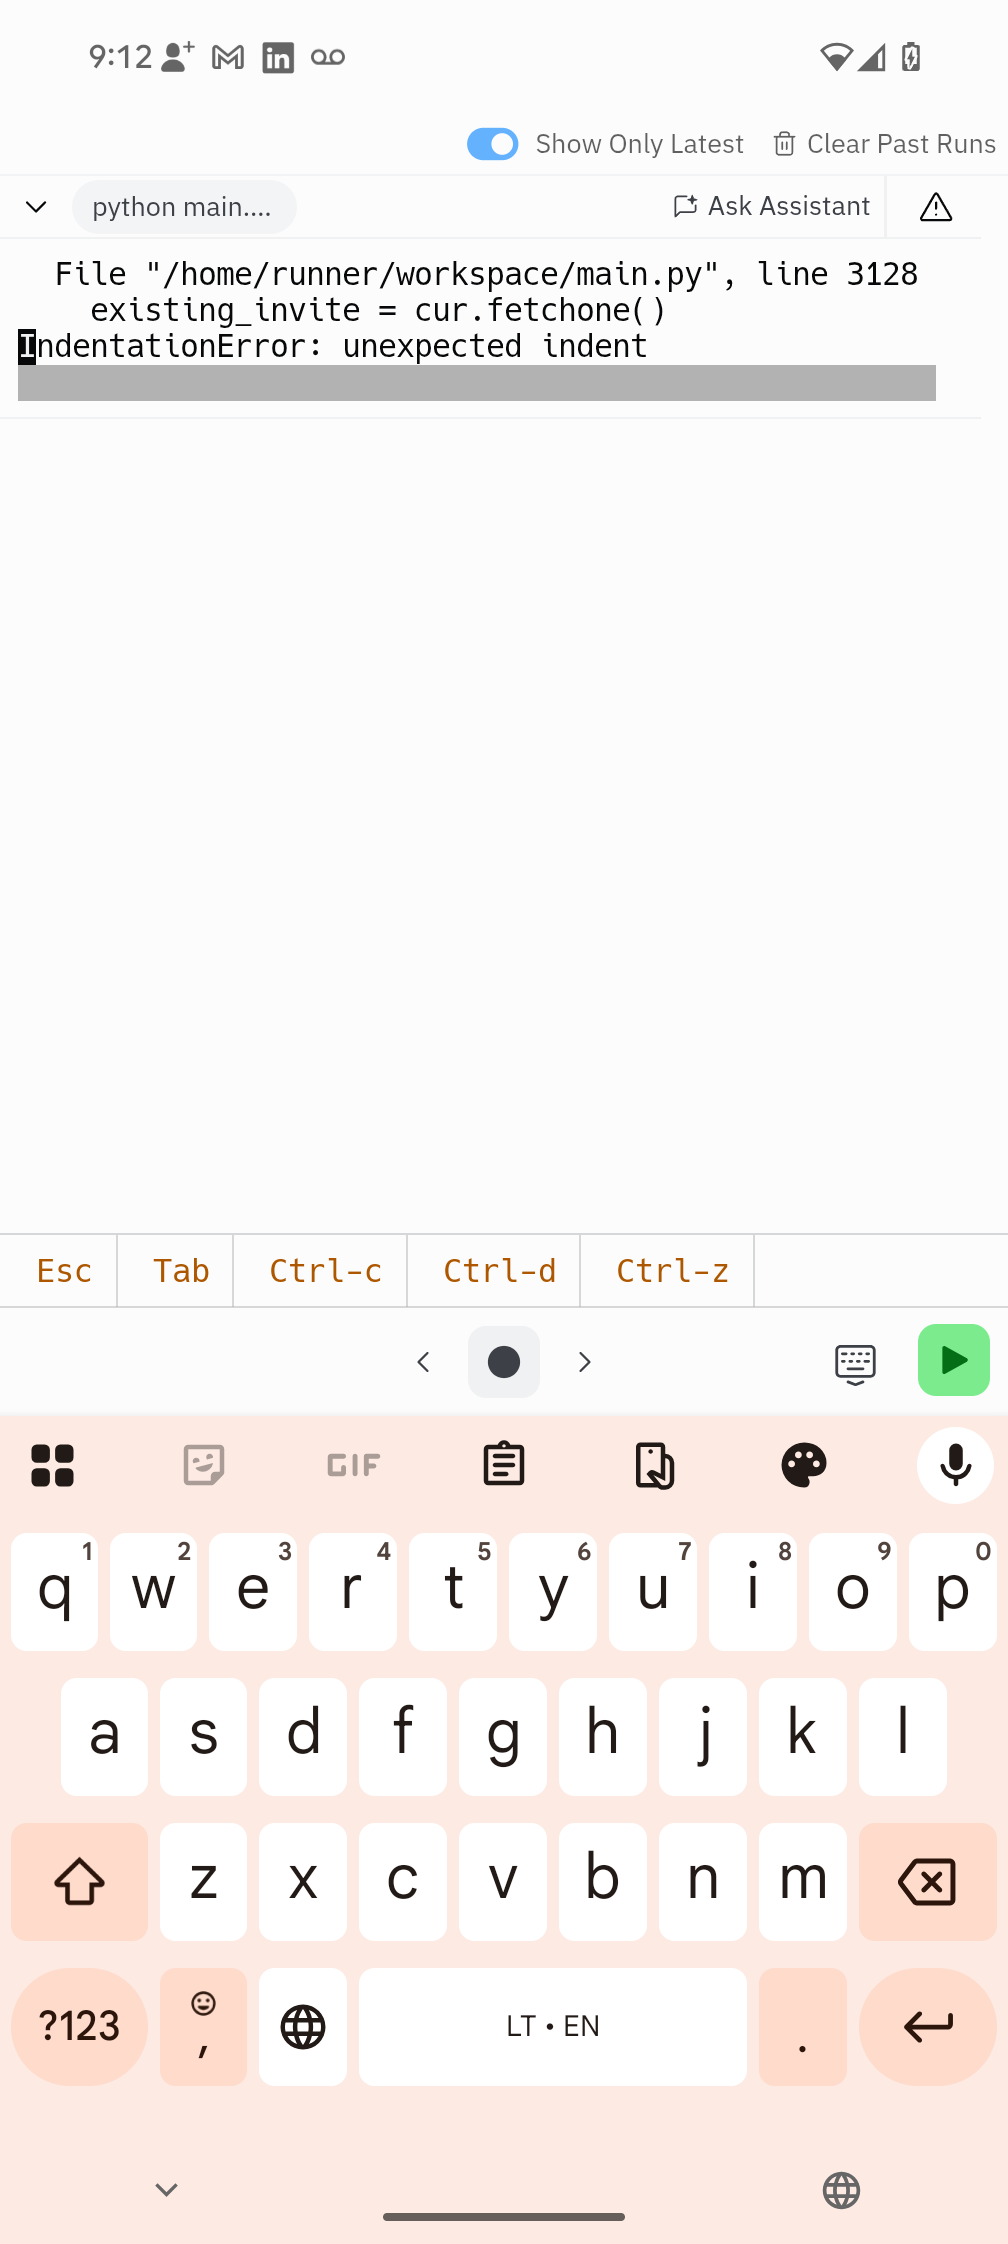 9:12
Show Only Latest Clear Past Runs
python main.... Ask Assistant
File "/home/runner/workspace/main.py", line 3128
existing_invite = cur.fetchone()
IndentationError: unexpected indent
Esc Tab Ctrl-c Ctrl-d Ctrl-z
GIF
q 1 w 2 e 3 r 4 t 5 y 6 u 7 i 8 o 9 p 0
a s d f g h j k l
z x c v b n m
?123 , LT • EN .